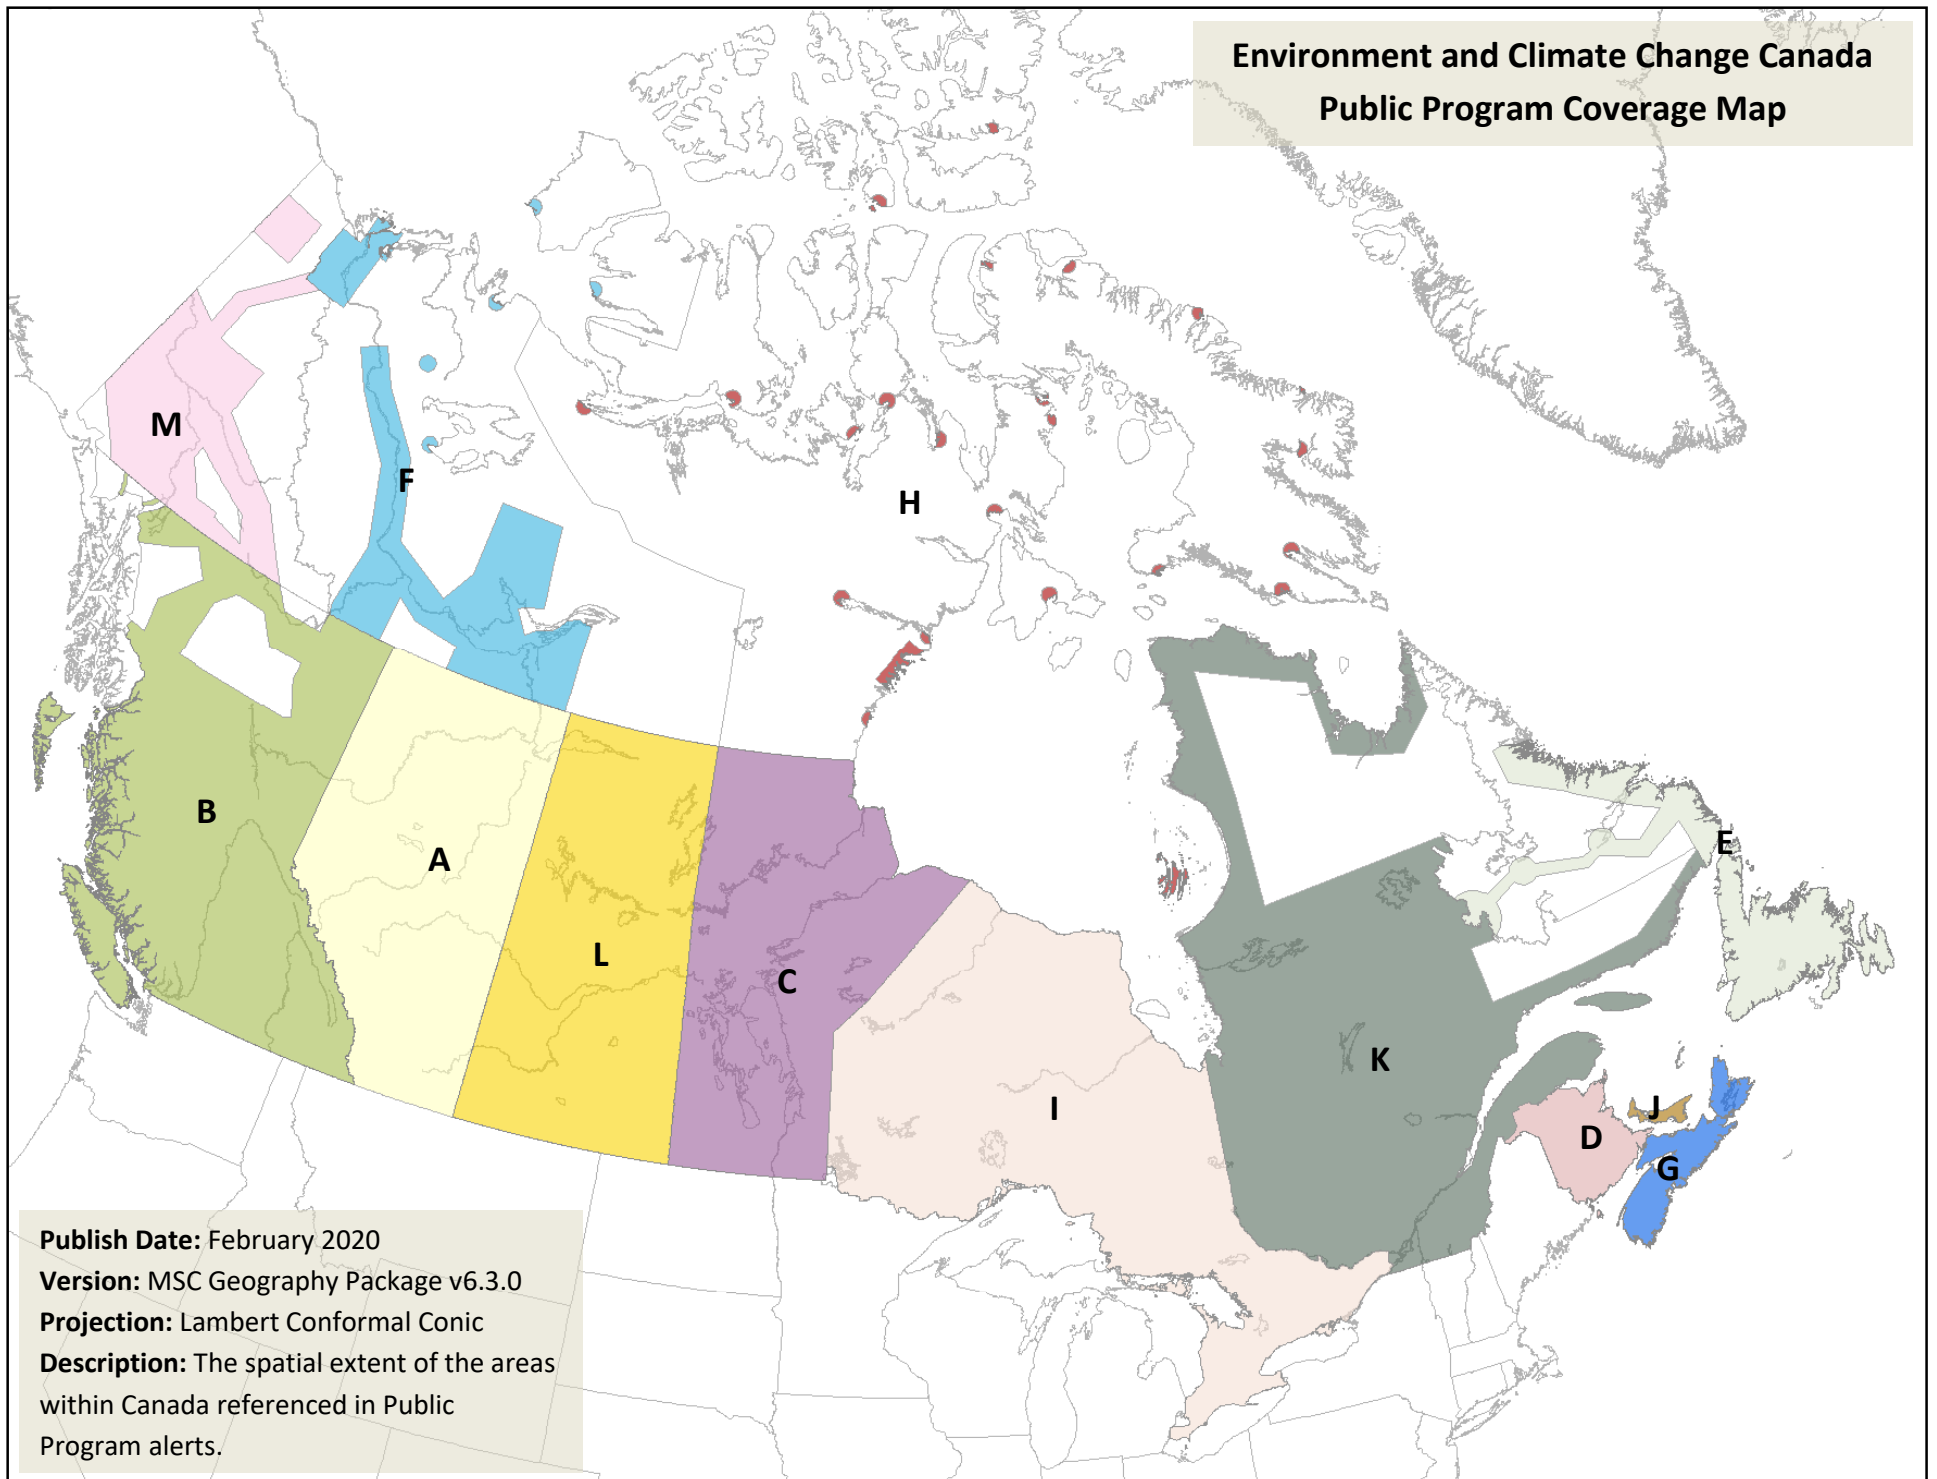 Environment and Climate Change Canada
Public Program Coverage Map
M
F
H
B
A
E
L
C
K
I
J
D
G
Publish Date: February 2020
Version: MSC Geography Package v6.3.0
Projection: Lambert Conformal Conic
Description: The spatial extent of the areas
within Canada referenced in Public
Program alerts.